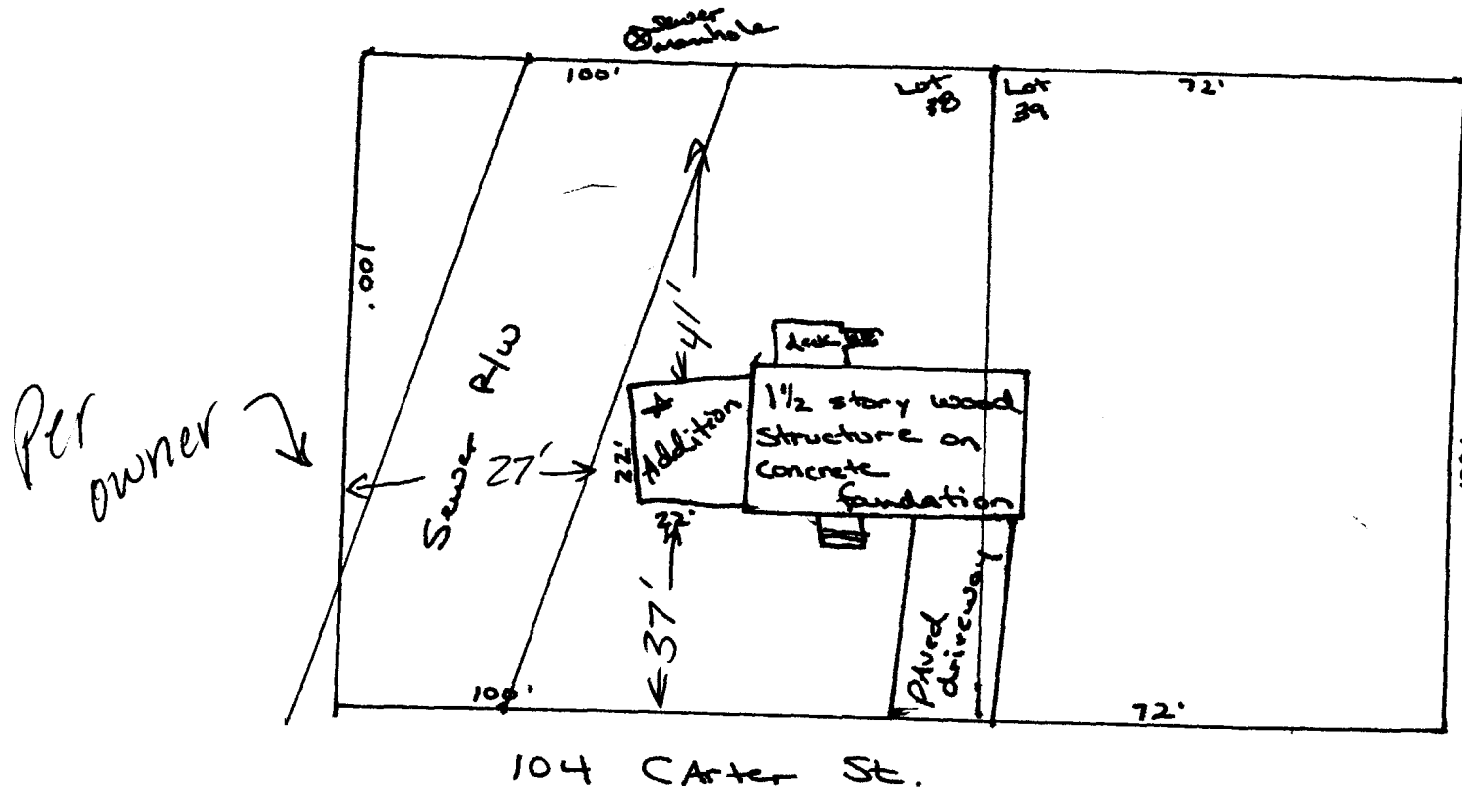 sewer
manhole
100'
Lot
38
Lot
39
72'
100'
41'
Sewer R/W
deck
Per
owner
27'
22'
Addition
1½ story wood
structure on
concrete
foundation
22'
37'
Paved
driveway
100'
72'
104 CArter St.